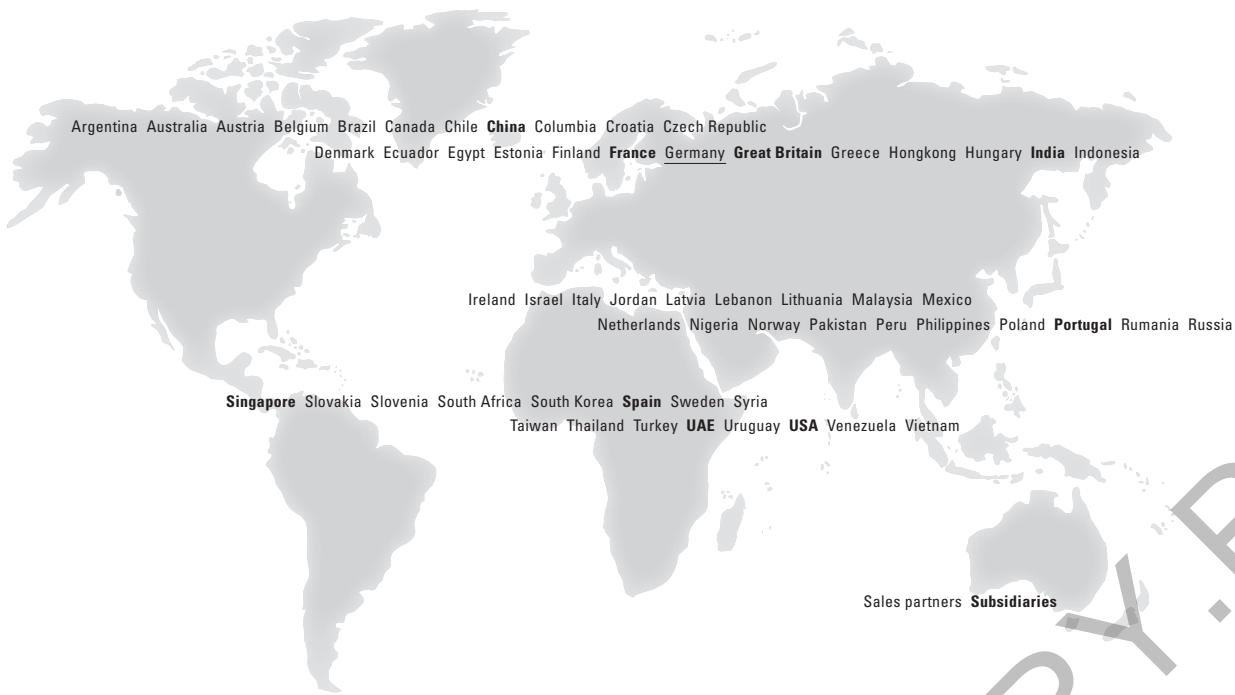 Argentina Australia Austria Belgium Brazil Canada Chile China Columbia Croatia Czech Republic
Denmark Ecuador Egypt Estonia Finland France Germany Great Britain Greece Hongkong Hungary India Indonesia
Ireland Israel Italy Jordan Latvia Lebanon Lithuania Malaysia Mexico
Netherlands Nigeria Norway Pakistan Peru Philippines Poland Portugal Rumania Russia
Singapore Slovakia Slovenia South Africa South Korea Spain Sweden Syria
Taiwan Thailand Turkey UAE Uruguay USA Venezuela Vietnam
Sales partners Subsidiaries